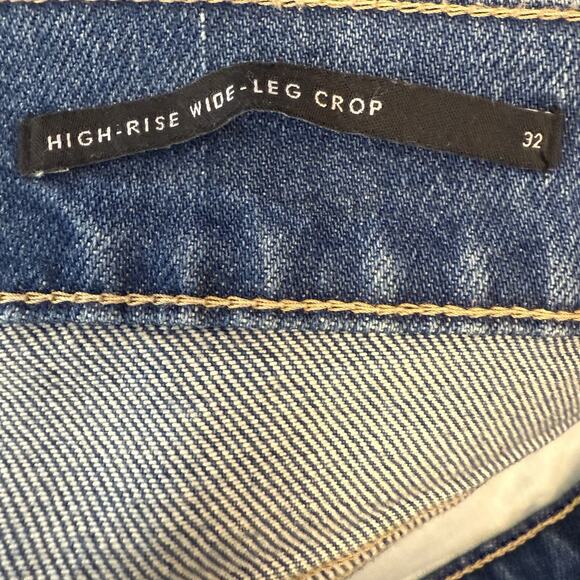 HIGH-RISE WIDE-LEG CROP 32